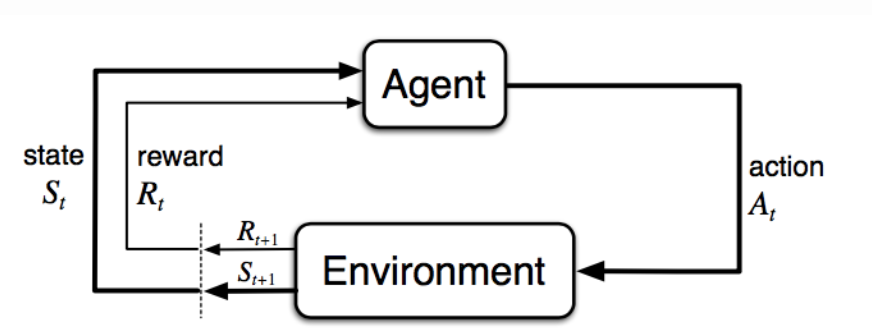 Agent
state
S_t
reward
R_t
action
A_t
R_{t+1}
S_{t+1}
Environment